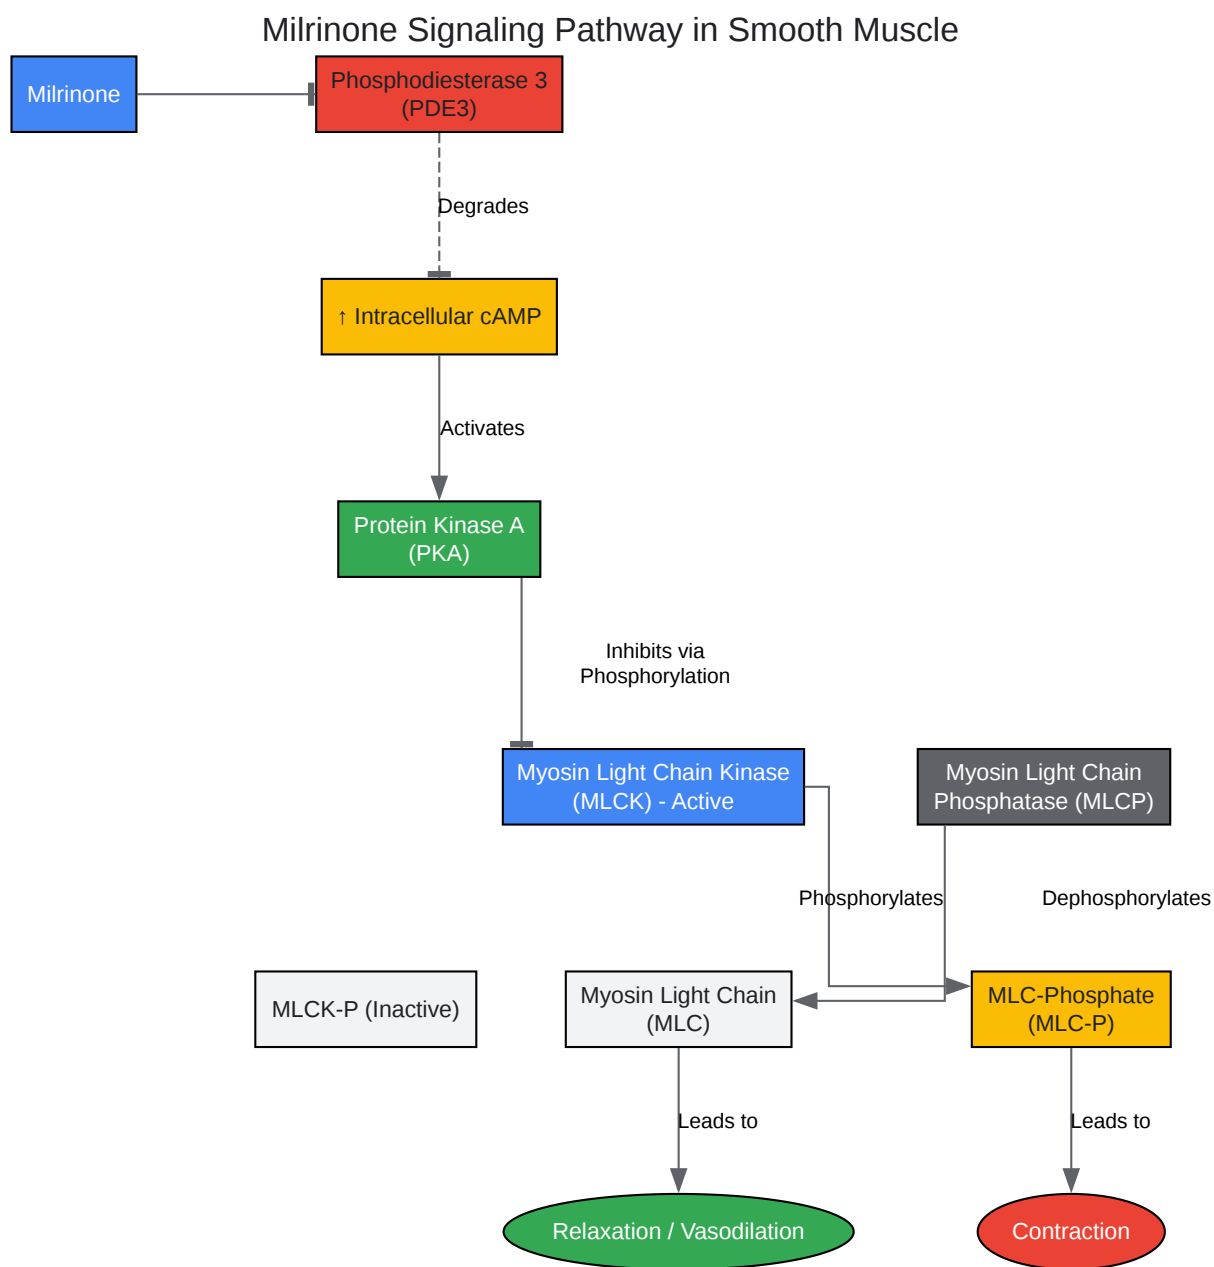 Milrinone Signaling Pathway in Smooth Muscle
Milrinone
Phosphodiesterase 3
(PDE3)
Degrades
↑ Intracellular cAMP
Activates
Protein Kinase A
(PKA)
Inhibits via
Phosphorylation
Myosin Light Chain Kinase
(MLCK) - Active
Myosin Light Chain
Phosphatase (MLCP)
Phosphorylates
Dephosphorylates
MLCK-P (Inactive)
Myosin Light Chain
(MLC)
MLC-Phosphate
(MLC-P)
Leads to
Leads to
Relaxation / Vasodilation
Contraction